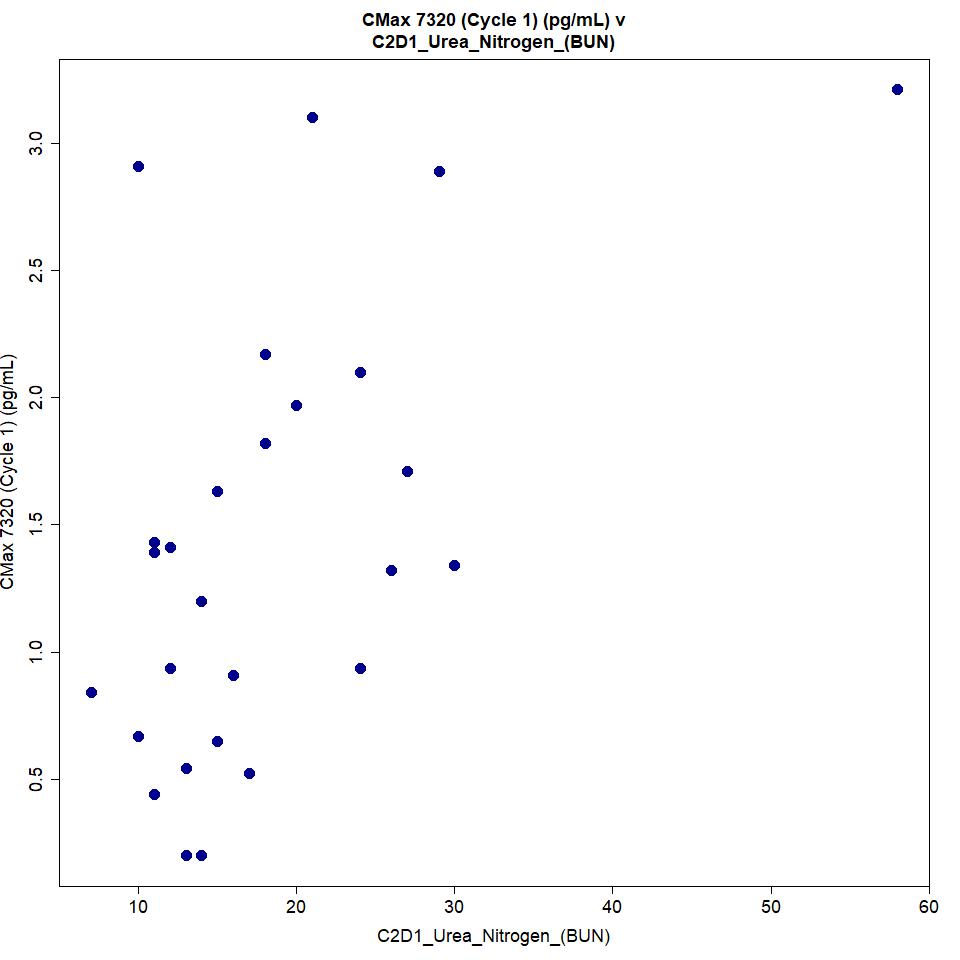 CMax 7320 (Cycle 1) (pg/mL) v
C2D1_Urea_Nitrogen_(BUN)
CMax 7320 (Cycle 1) (pg/mL)
3.0
2.5
2.0
1.5
1.0
0.5
10 20 30 40 50 60
C2D1_Urea_Nitrogen_(BUN)